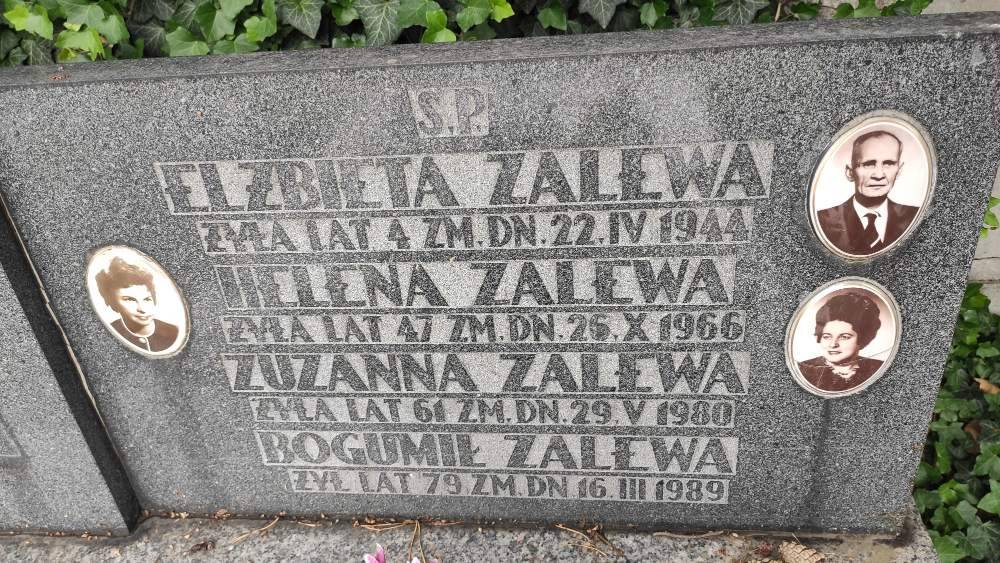 Ś.P.
ELŻBIETA ZALEWA
ŻYŁA LAT 4 ZM. DN. 22. IV 1944
HELENA ZALEWA
ŻYŁA LAT 47 ZM. DN. 26. X 1966
ZUZANNA ZALEWA
ŻYŁA LAT 61 ZM. DN. 29. V 1980
BOGUMIŁ ZALEWA
ŻYŁ LAT 79 ZM. DN 16. III 1989